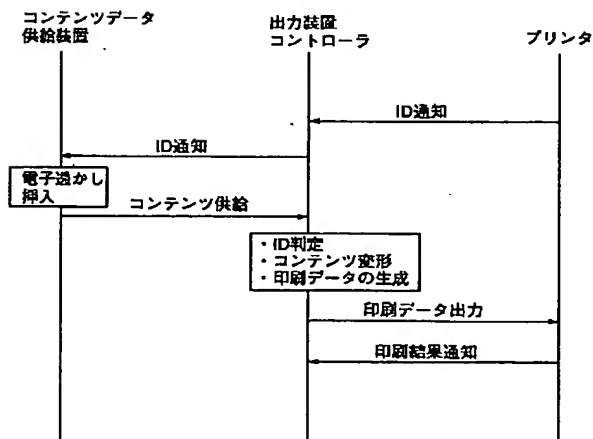 コンテンツデータ
供給装置
出力装置
コントローラ
プリンタ
ID通知
ID通知
電子透かし
挿入
コンテンツ供給
・ID判定
・コンテンツ変形
・印刷データの生成
印刷データ出力
印刷結果通知